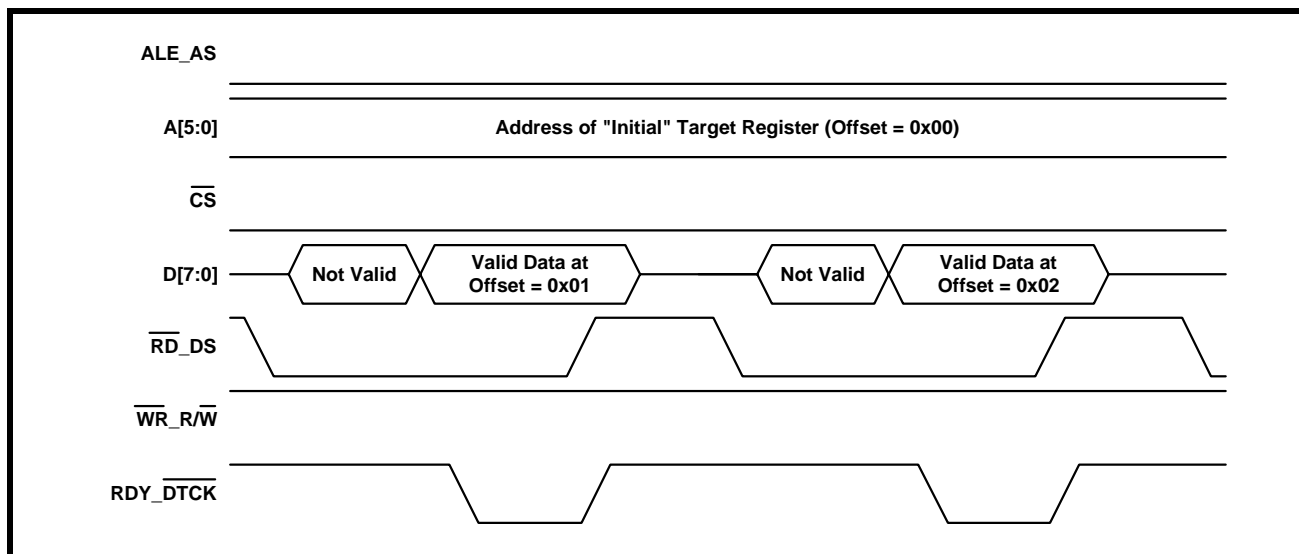 ALE_AS
A[5:0] Address of "Initial" Target Register (Offset = 0x00)
CS
D[7:0] Not Valid Valid Data at Offset = 0x01 Not Valid Valid Data at Offset = 0x02
RD_DS
WR_R/W
RDY_DTCK